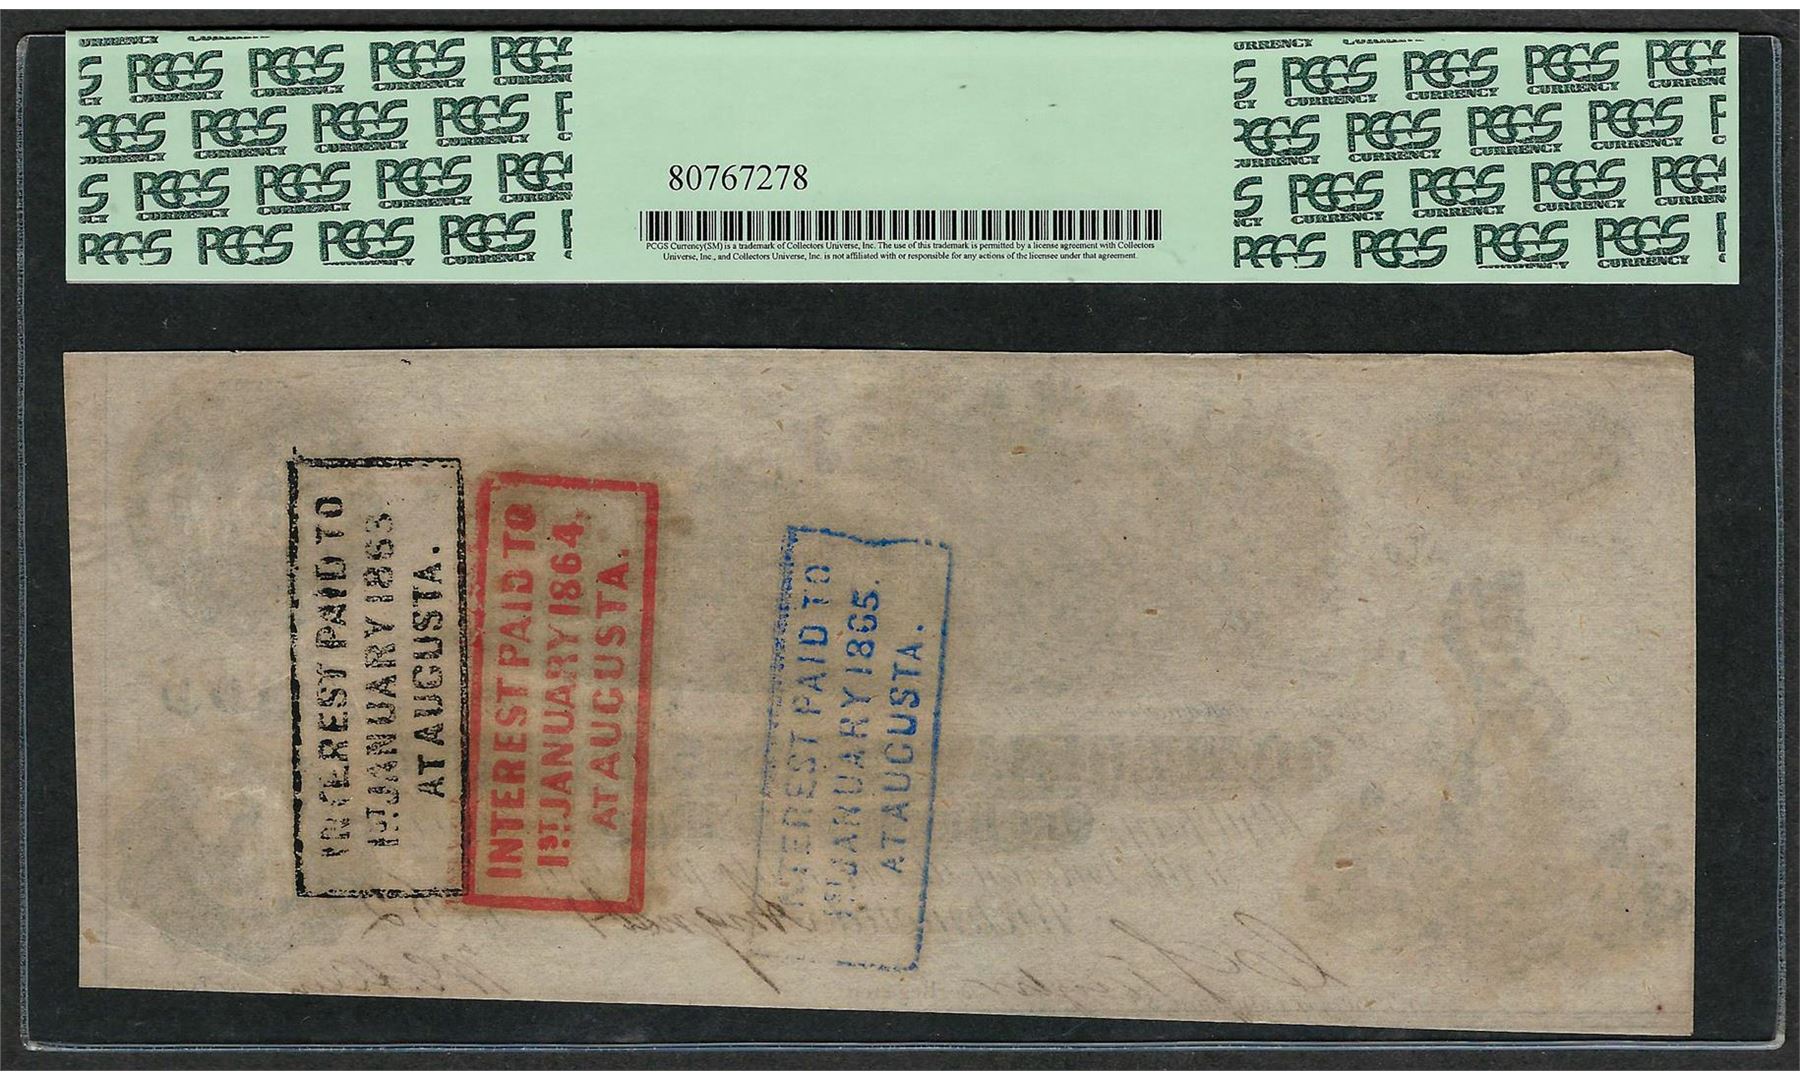 PCGS CURRENCY
80767278
PCGS Currency(SM) is a trademark of Collectors Universe, Inc. The use of this trademark is permitted by a license agreement with Collectors
Universe, Inc., and Collectors Universe, Inc. is not affiliated with or responsible for any actions of the licensee under that agreement.
INTEREST PAID TO
1ST JANUARY 1863
AT AUGUSTA.
INTEREST PAID TO
1ST JANUARY 1864
AT AUGUSTA.
INTEREST PAID TO
1ST JANUARY 1865.
AT AUGUSTA.